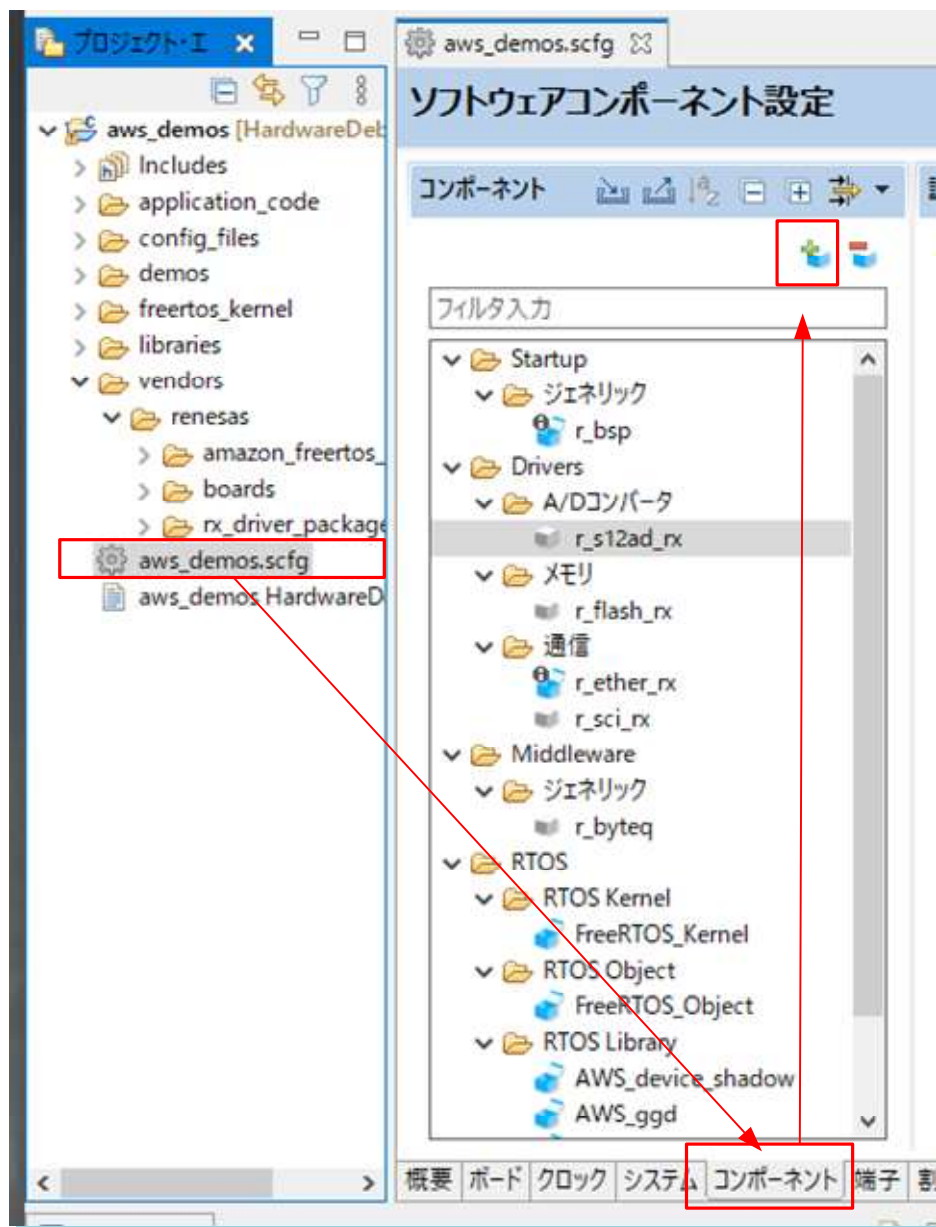 プロジェクト・エ
aws_demos [HardwareDeb
Includes
application_code
config_files
demos
freertos_kernel
libraries
vendors
renesas
amazon_freertos_
boards
rx_driver_package
aws_demos.scfg
aws_demos HardwareD
aws_demos.scfg
ソフトウェアコンポーネント設定
コンポーネント
フィルタ入力
Startup
ジェネリック
r_bsp
Drivers
A/Dコンバータ
r_s12ad_rx
メモリ
r_flash_rx
通信
r_ether_rx
r_sci_rx
Middleware
ジェネリック
r_byteq
RTOS
RTOS Kernel
FreeRTOS_Kernel
RTOS Object
FreeRTOS_Object
RTOS Library
AWS_device_shadow
AWS_ggd
概要 ボード クロック システム コンポーネント 端子 割